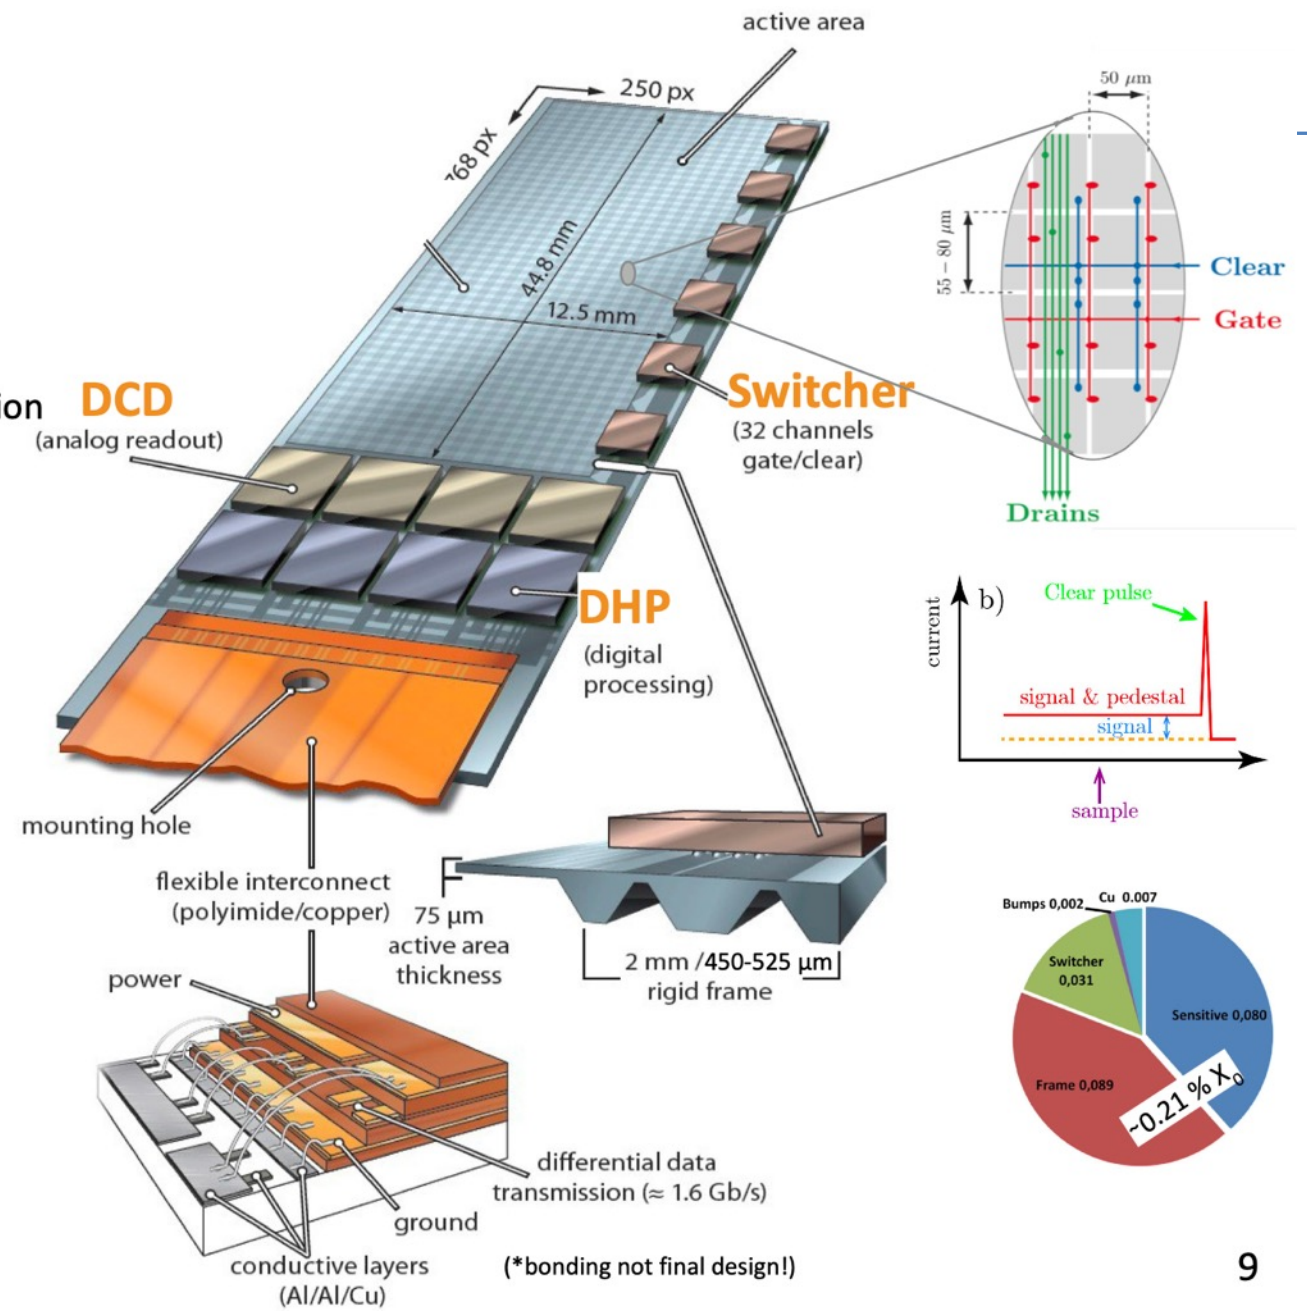 active area
250 px
768 px
50 μm
44.8 mm
12.5 mm
55 – 80 μm
Clear
Gate
Drains
ion
DCD
(analog readout)
Switcher
(32 channels
gate/clear)
DHP
(digital
processing)
mounting hole
flexible interconnect
(polyimide/copper)
75 µm
active area
thickness
2 mm /450-525 µm
rigid frame
b)
current
Clear pulse
signal & pedestal
signal
sample
Bumps 0,002
Cu 0.007
Switcher
0,031
Sensitive 0,080
Frame 0,089
~0.21 % X0
power
differential data
transmission (≈ 1.6 Gb/s)
ground
conductive layers
(Al/Al/Cu)
(*bonding not final design!)
9